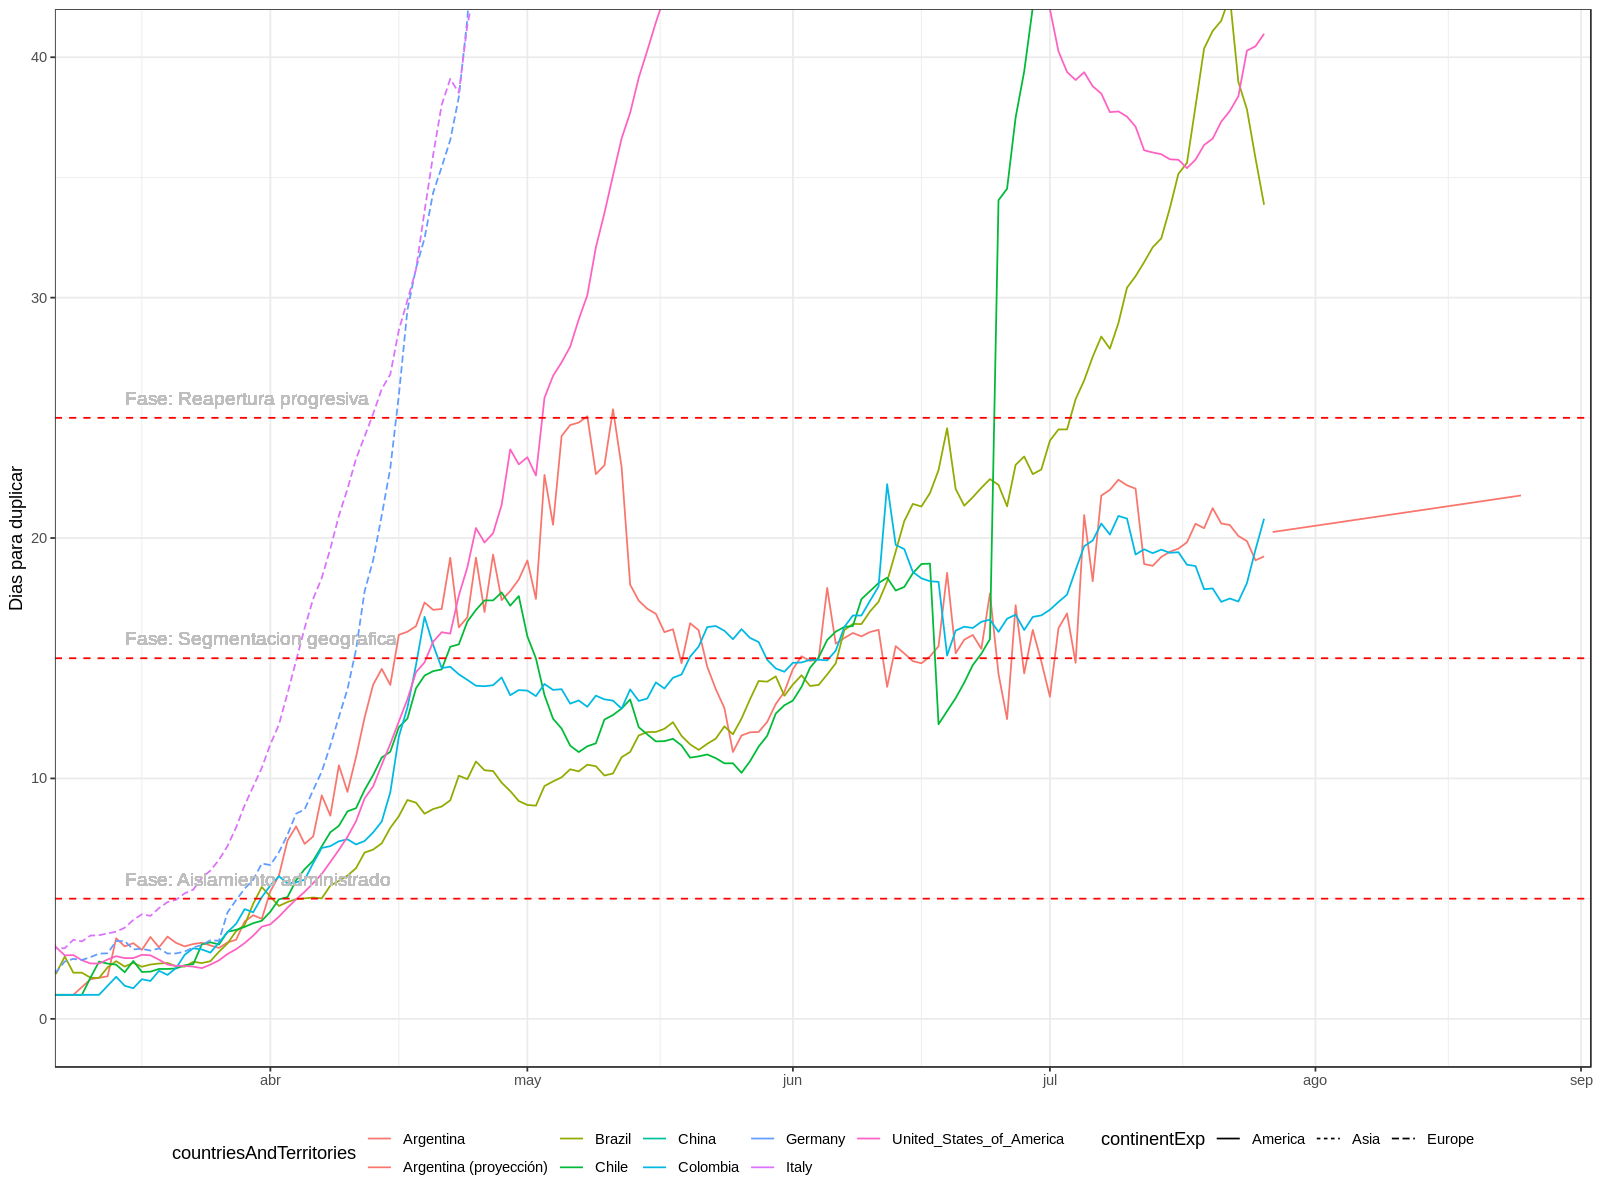 40
30
20
10
0
Dias para duplicar
Fase: Reapertura progresiva
Fase: Segmentacion geografica
Fase: Aislamiento administrado
abr may jun jul ago sep
countriesAndTerritories
Argentina Brazil China Germany United_States_of_America
Argentina (proyección) Chile Colombia Italy
continentExp America Asia Europe